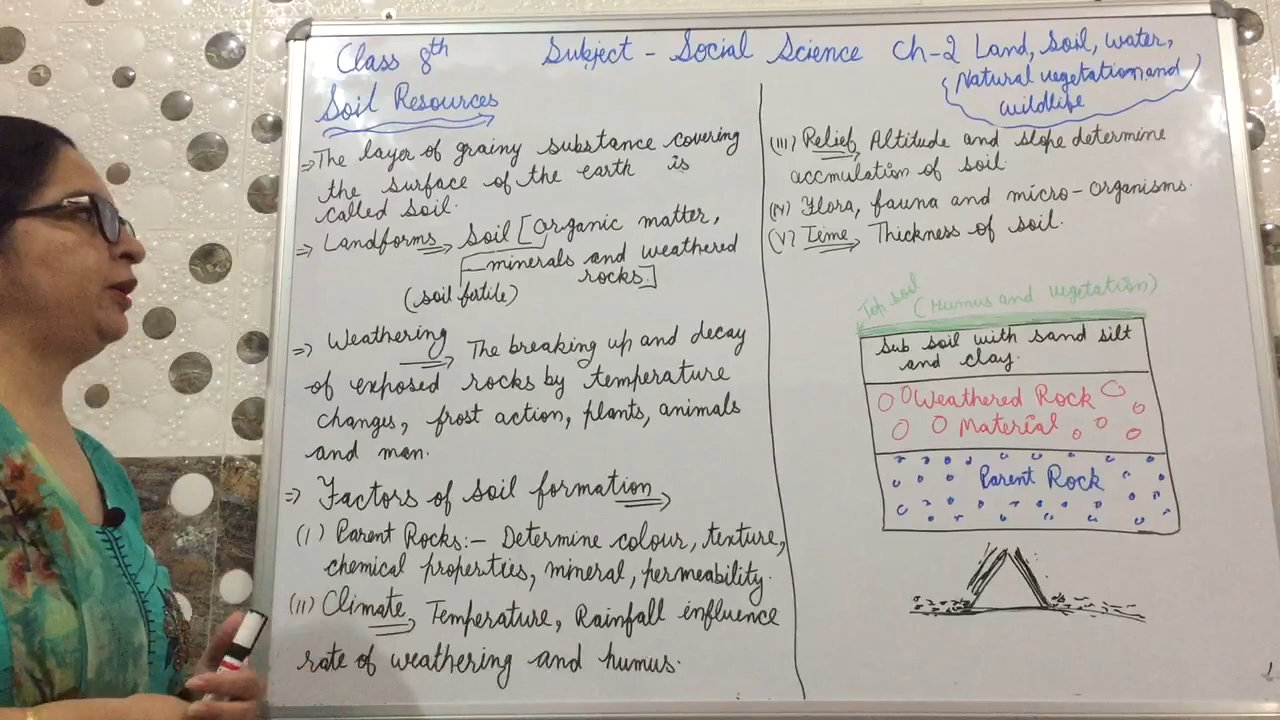 Class 8th Subject - Social Science Ch-2 Land, Soil, water,
(Natural vegetation and
wildlife
Soil Resources
⇒ The layer of grainy substance covering
the surface of the earth is
called soil.
⇒ Landforms → Soil [Organic matter,
minerals and weathered
rocks.]
(soil fertile)
⇒ Weathering → The breaking up and decay
of exposed rocks by temperature
changes, frost action, plants, animals
and man.
⇒ Factors of soil formation →
(I) Parent Rocks:- Determine colour, texture,
chemical properties, mineral, permeability.
(II) Climate, Temperature, Rainfall influence
rate of weathering and humus.
(III) Relief, Altitude and slope determine
accmulation of soil
(IV) Flora, fauna and micro-organisms.
(V) Time → Thickness of soil.
Top soil (Humus and vegetation)
Sub soil with sand silt
and clay.
Weathered Rock
Material
Parent Rock